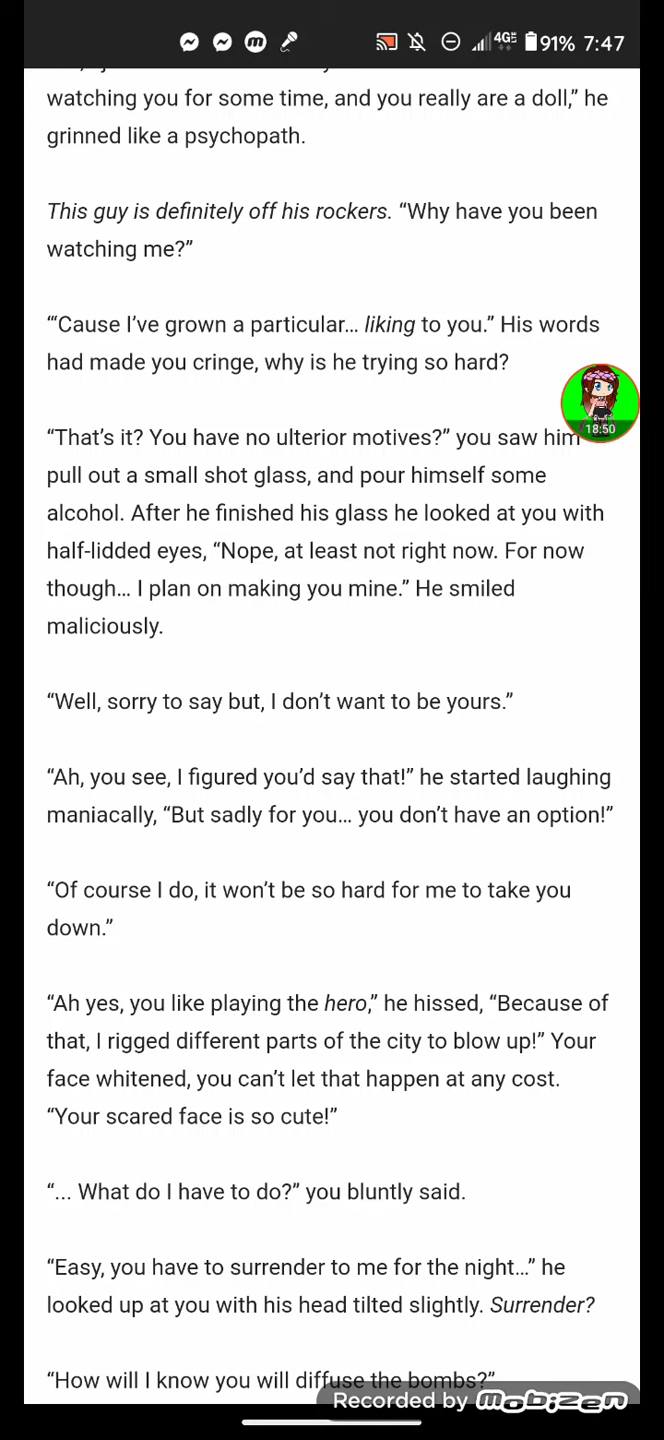 4GE 91% 7:47
watching you for some time, and you really are a doll,” he
grinned like a psychopath.
This guy is definitely off his rockers. “Why have you been
watching me?”
“‘Cause I’ve grown a particular... liking to you.” His words
had made you cringe, why is he trying so hard?
“That’s it? You have no ulterior motives?” you saw him
18:50
pull out a small shot glass, and pour himself some
alcohol. After he finished his glass he looked at you with
half-lidded eyes, “Nope, at least not right now. For now
though... I plan on making you mine.” He smiled
maliciously.
“Well, sorry to say but, I don’t want to be yours.”
“Ah, you see, I figured you’d say that!” he started laughing
maniacally, “But sadly for you... you don’t have an option!”
“Of course I do, it won’t be so hard for me to take you
down.”
“Ah yes, you like playing the hero,” he hissed, “Because of
that, I rigged different parts of the city to blow up!” Your
face whitened, you can’t let that happen at any cost.
“Your scared face is so cute!”
“... What do I have to do?” you bluntly said.
“Easy, you have to surrender to me for the night...” he
looked up at you with his head tilted slightly. Surrender?
“How will I know you will diffuse the bombs?”
Recorded by mobizen